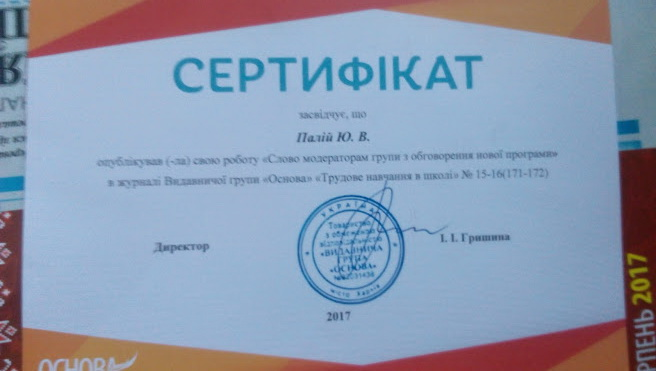 СЕРТИФІКАТ
засвідчує, що
Палій Ю. В.
опублікував (-ла) свою роботу «Слово модераторам групи з обговорення нової програми»
в журналі Видавничої групи «Основа» «Трудове навчання в школі» № 15-16(171-172)
УКРАЇНА
Товариство
з обмеженою
відповідальністю
«ВИДАВНИЧА
ГРУПА
«ОСНОВА»
місто Харків
Директор
І. І. Гришина
2017
ОСНОВА
РПЕНЬ 2017